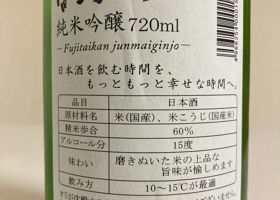 純米吟醸 720ml
—Fujitaikan junmaiginjo—
日本酒を飲む時間を、
もっともっと幸せな時間へ。
品目 日本酒
原材料名 米(国産)、米こうじ(国産米)
精米歩合 60%
アルコール分 15度
味わい 磨きぬいた米の上品な
旨味が愉しめます
飲み方 10〜15℃が最適